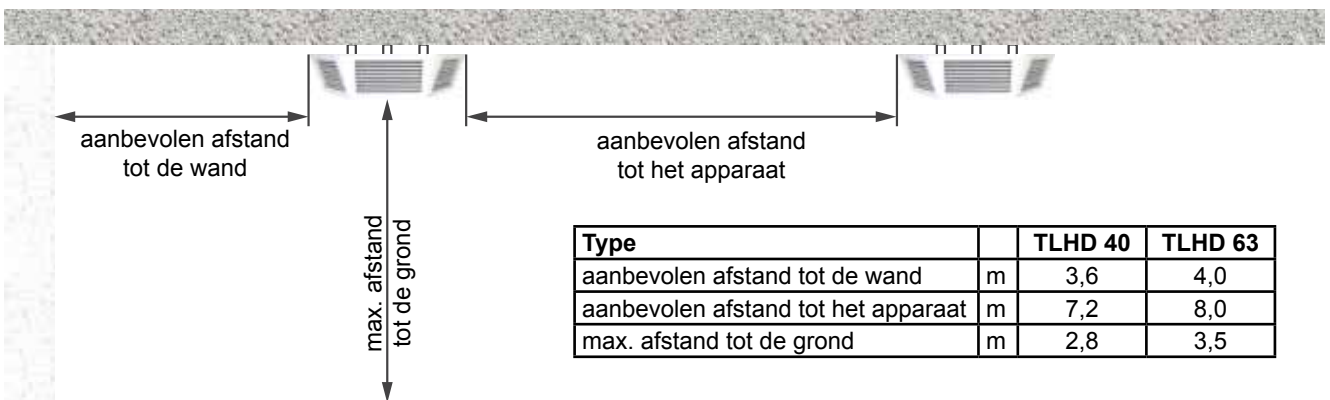 aanbevolen afstand
tot de wand
aanbevolen afstand
tot het apparaat
max. afstand
tot de grond
Type TLHD 40 TLHD 63
aanbevolen afstand tot de wand m 3,6 4,0
aanbevolen afstand tot het apparaat m 7,2 8,0
max. afstand tot de grond m 2,8 3,5